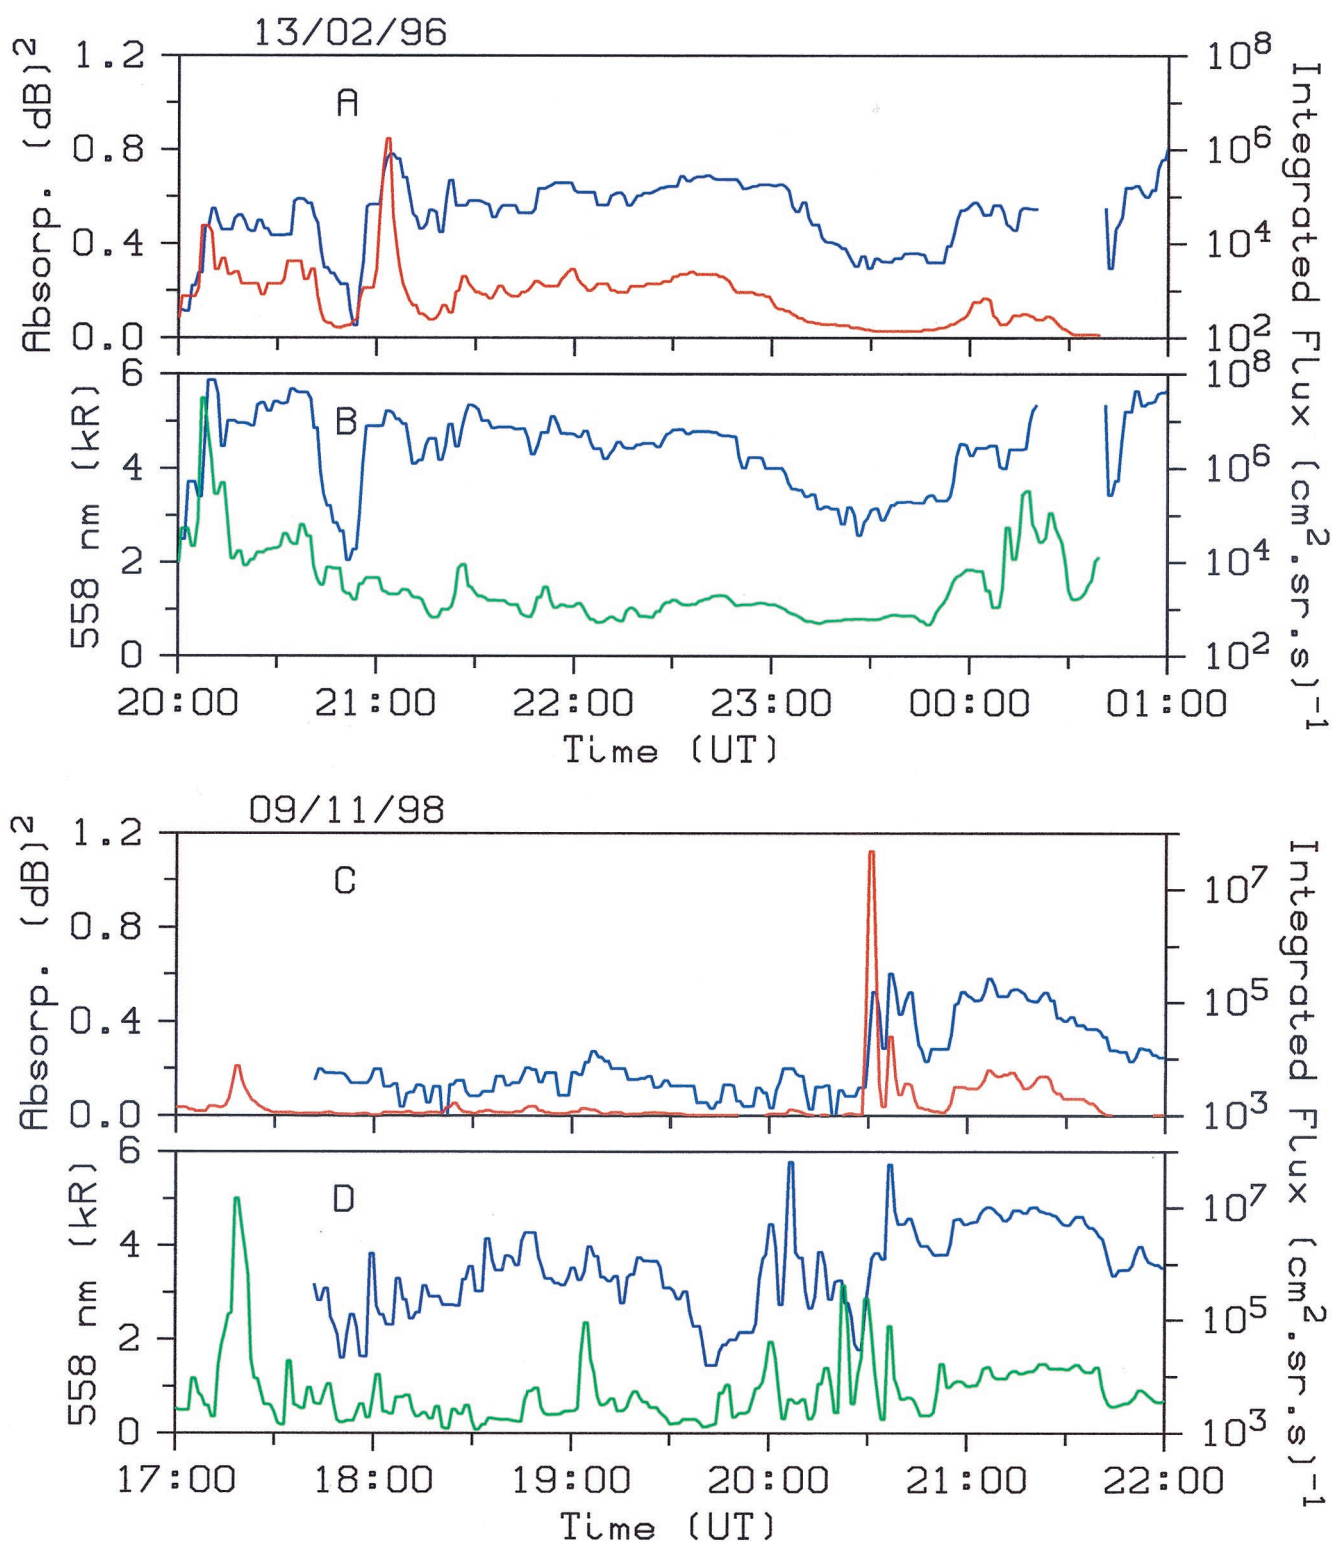 13/02/96
Absorp. (dB)²
1.2
0.8
0.4
0.0
A
10⁸
10⁶
10⁴
10²
Integrated Flux (cm².sr.s)⁻¹
558 nm (kR)
6
4
2
0
B
10⁸
10⁶
10⁴
10²
20:00 21:00 22:00 23:00 00:00 01:00
Time (UT)
09/11/98
Absorp. (dB)²
1.2
0.8
0.4
0.0
C
10⁷
10⁵
10³
Integrated Flux (cm².sr.s)⁻¹
558 nm (kR)
6
4
2
0
D
10⁷
10⁵
10³
17:00 18:00 19:00 20:00 21:00 22:00
Time (UT)